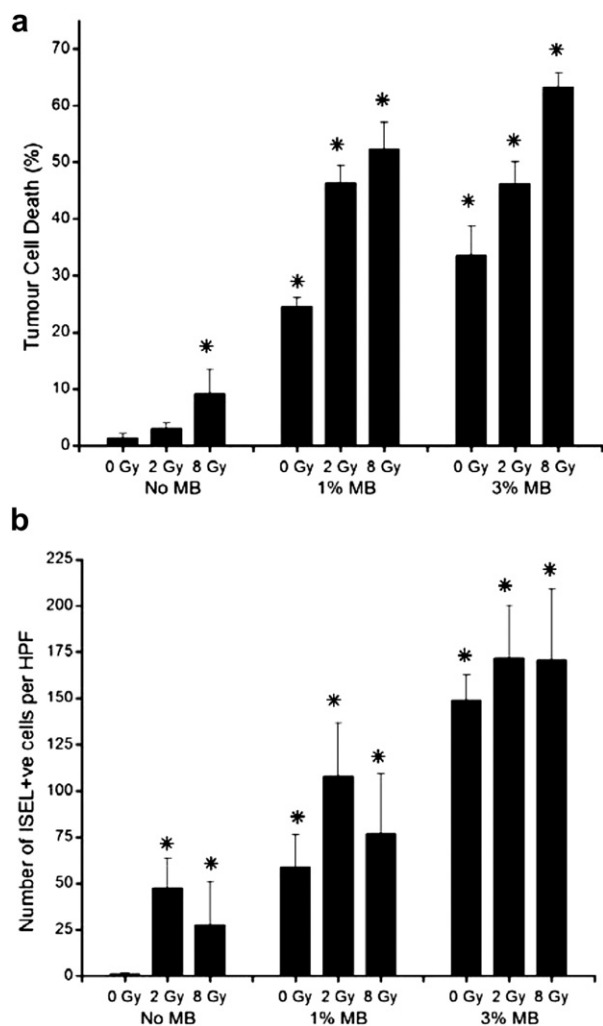 a
Tumour Cell Death (%)
70
60
50
40
30
20
10
0
* * * * * * *
0 Gy 2 Gy 8 Gy 0 Gy 2 Gy 8 Gy 0 Gy 2 Gy 8 Gy
No MB 1% MB 3% MB
b
Number of ISEL+ve cells per HPF
225
200
175
150
125
100
75
50
25
0
* * * * * * * *
0 Gy 2 Gy 8 Gy 0 Gy 2 Gy 8 Gy 0 Gy 2 Gy 8 Gy
No MB 1% MB 3% MB